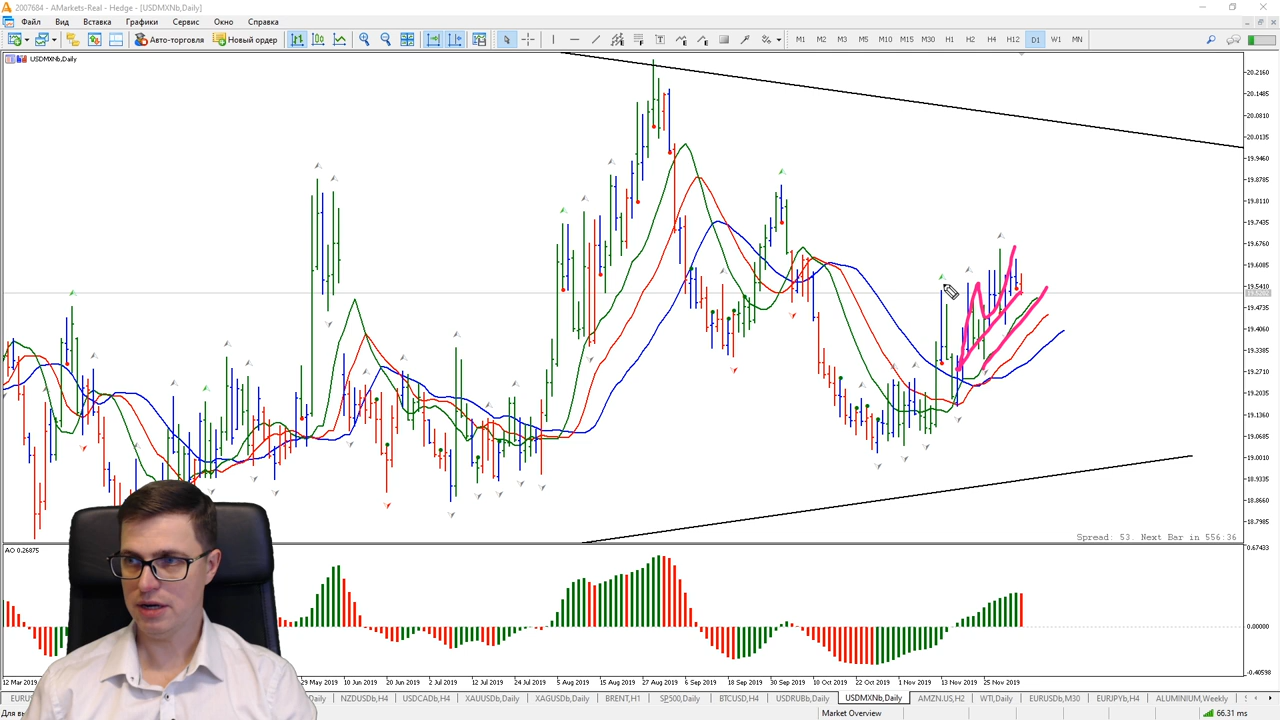 2007684 - AMarkets-Real - Hedge - [USDMXNb,Daily]
Файл Вид Вставка Графики Сервис Окно Справка
Авто-торговля Новый ордер M1 M2 M3 M5 M10 M15 M30 H1 H2 H4 H12 D1 W1 MN
USDMXNb,Daily
20.2160
20.1485
20.0810
20.0135
19.9460
19.8785
19.8110
19.7435
19.6760
19.6085
19.5410
19.4735
19.4060
19.3385
19.2710
19.2035
19.1360
19.0685
19.0010
18.9335
18.8660
18.7985
Spread: 53. Next Bar in 556:36
AO 0.26875
0.67433
0.00000
-0.40598
12 Mar 2019 29 May 2019 10 Jun 2019 20 Jun 2019 2 Jul 2019 12 Jul 2019 24 Jul 2019 5 Aug 2019 15 Aug 2019 27 Aug 2019 6 Sep 2019 18 Sep 2019 30 Sep 2019 10 Oct 2019 22 Oct 2019 1 Nov 2019 13 Nov 2019 25 Nov 2019
Daily NZDUSDb,H4 USDCADb,H4 XAUUSDb,Daily XAGUSDb,Daily BRENT,H1 SP500,Daily BTCUSD,H4 USDRUBb,Daily USDMXNb,Daily AMZN.US,H2 WTI,Daily EURUSDb,M30 EURJPYb,H4 ALUMINIUM,Weekly
Market Overview 66.31 ms